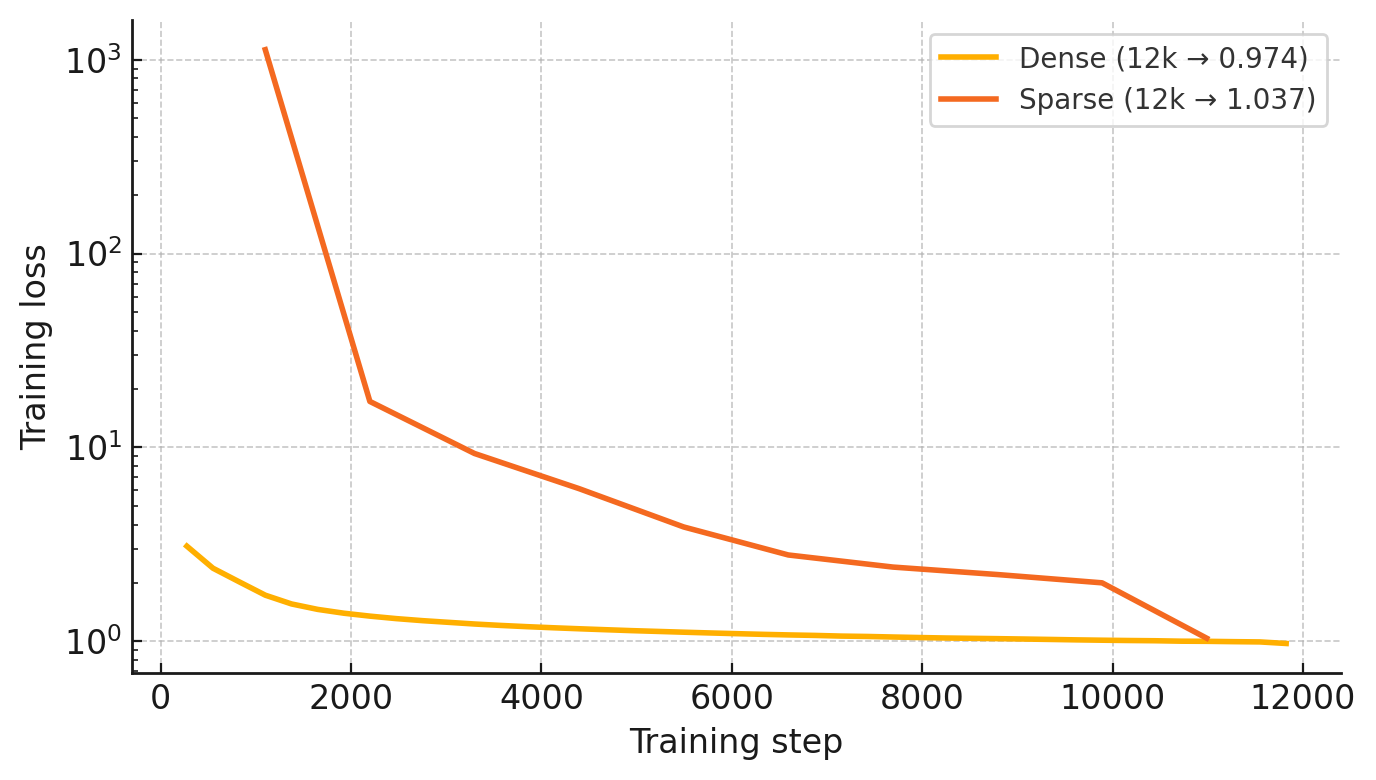 Dense (12k → 0.974)
Sparse (12k → 1.037)
Training loss
10³
10²
10¹
10⁰
0 2000 4000 6000 8000 10000 12000
Training step